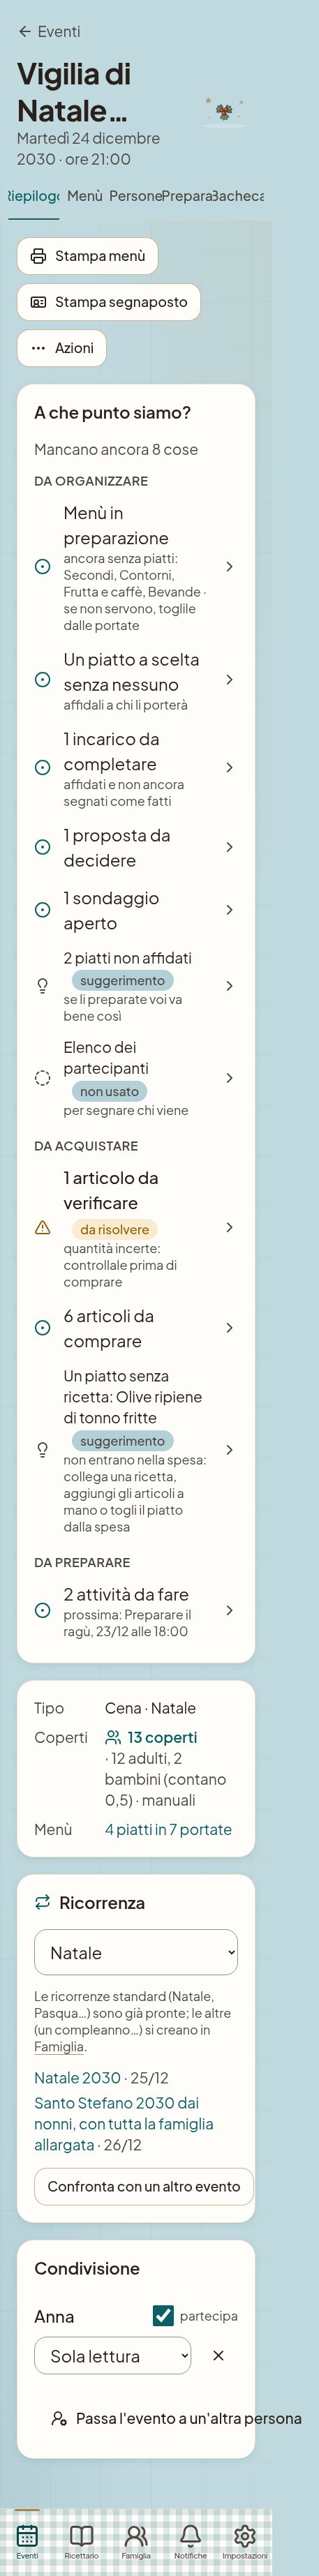 Eventi
Vigilia di
Natale…
Martedì 24 dicembre
2030 · ore 21:00
Riepilogo Menù Persone Prepara Bacheca
Stampa menù
Stampa segnaposto
Azioni
A che punto siamo?
Mancano ancora 8 cose
DA ORGANIZZARE
Menù in
preparazione
ancora senza piatti:
Secondi, Contorni,
Frutta e caffè, Bevande ·
se non servono, toglile
dalle portate
Un piatto a scelta
senza nessuno
affidali a chi li porterà
1 incarico da
completare
affidati e non ancora
segnati come fatti
1 proposta da
decidere
1 sondaggio
aperto
2 piatti non affidati
suggerimento
se li preparate voi va
bene così
Elenco dei
partecipanti
non usato
per segnare chi viene
DA ACQUISTARE
1 articolo da
verificare
da risolvere
quantità incerte:
controllale prima di
comprare
6 articoli da
comprare
Un piatto senza
ricetta: Olive ripiene
di tonno fritte
suggerimento
non entrano nella spesa:
collega una ricetta,
aggiungi gli articoli a
mano o togli il piatto
dalla spesa
DA PREPARARE
2 attività da fare
prossima: Preparare il
ragù, 23/12 alle 18:00
Tipo Cena · Natale
Coperti 13 coperti
· 12 adulti, 2
bambini (contano
0,5) · manuali
Menù 4 piatti in 7 portate
Ricorrenza
Natale
Le ricorrenze standard (Natale,
Pasqua…) sono già pronte; le altre
(un compleanno…) si creano in
Famiglia.
Natale 2030 · 25/12
Santo Stefano 2030 dai
nonni, con tutta la famiglia
allargata · 26/12
Confronta con un altro evento
Condivisione
Anna partecipa
Sola lettura
Passa l'evento a un'altra persona
Eventi Ricettario Famiglia Notifiche Impostazioni